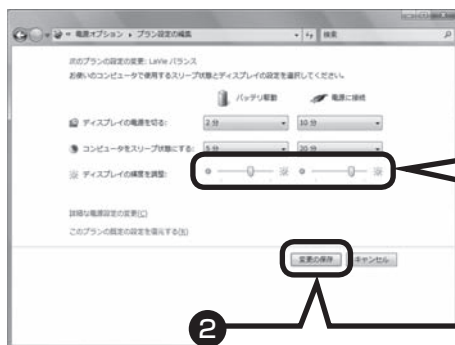 電源オプション ▸ プラン設定の編集
検索
次のプランの設定の変更: LaVie バランス
お使いのコンピュータで使用するスリープ状態とディスプレイの設定を選択してください。
バッテリ駆動 電源に接続
ディスプレイの電源を切る: 2 分 10 分
コンピュータをスリープ状態にする: 5 分 20 分
ディスプレイの輝度を調整:
詳細な電源設定の変更(C)
このプランの既定の設定を復元する(R)
変更の保存 キャンセル
2